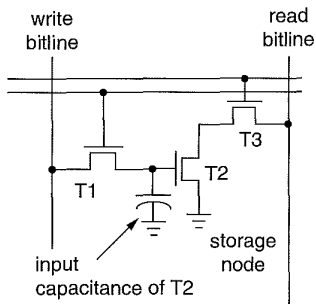 write
bitline
read
bitline
T3
T2
T1
storage
node
input
capacitance of T2